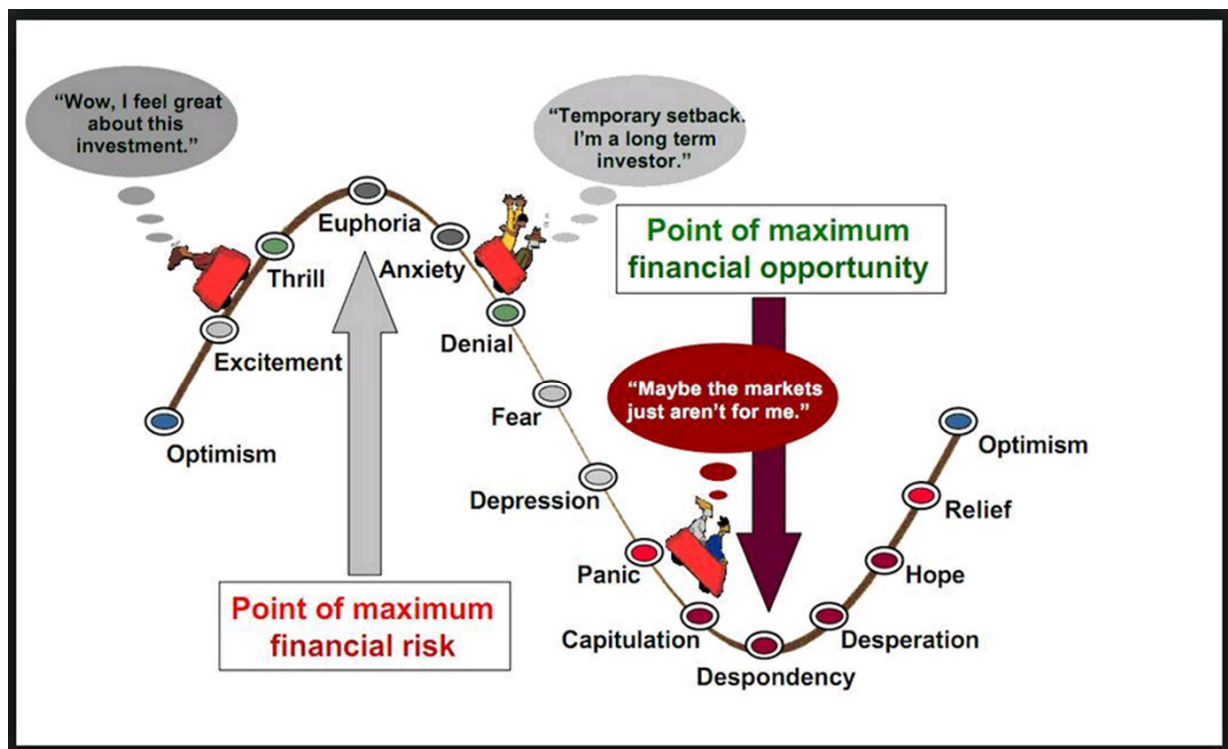 “Wow, I feel great
about this
investment.”
“Temporary setback.
I’m a long term
investor.”
Euphoria
Thrill
Anxiety
Point of maximum
financial opportunity
Excitement
Denial
“Maybe the markets
just aren’t for me.”
Fear
Optimism
Optimism
Depression
Relief
Panic
Hope
Point of maximum
financial risk
Capitulation
Desperation
Despondency